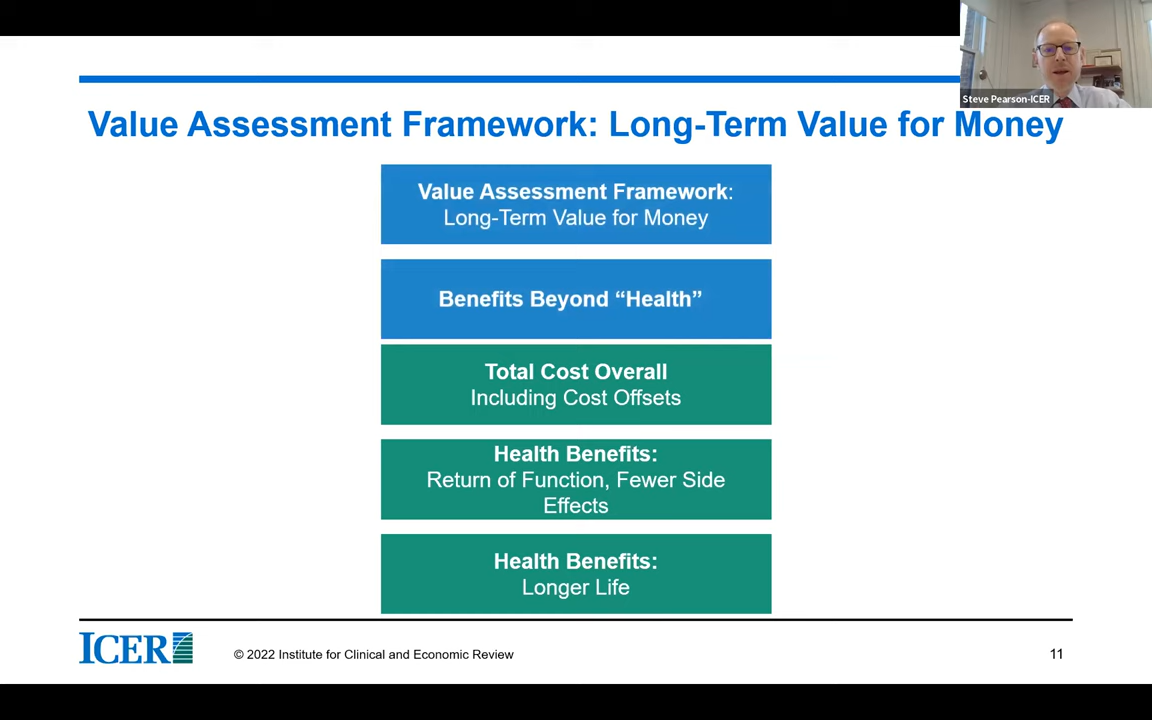 Steve Pearson-ICER
Value Assessment Framework: Long-Term Value for Money
Value Assessment Framework:
Long-Term Value for Money
Benefits Beyond “Health”
Total Cost Overall
Including Cost Offsets
Health Benefits:
Return of Function, Fewer Side
Effects
Health Benefits:
Longer Life
ICER
© 2022 Institute for Clinical and Economic Review
11